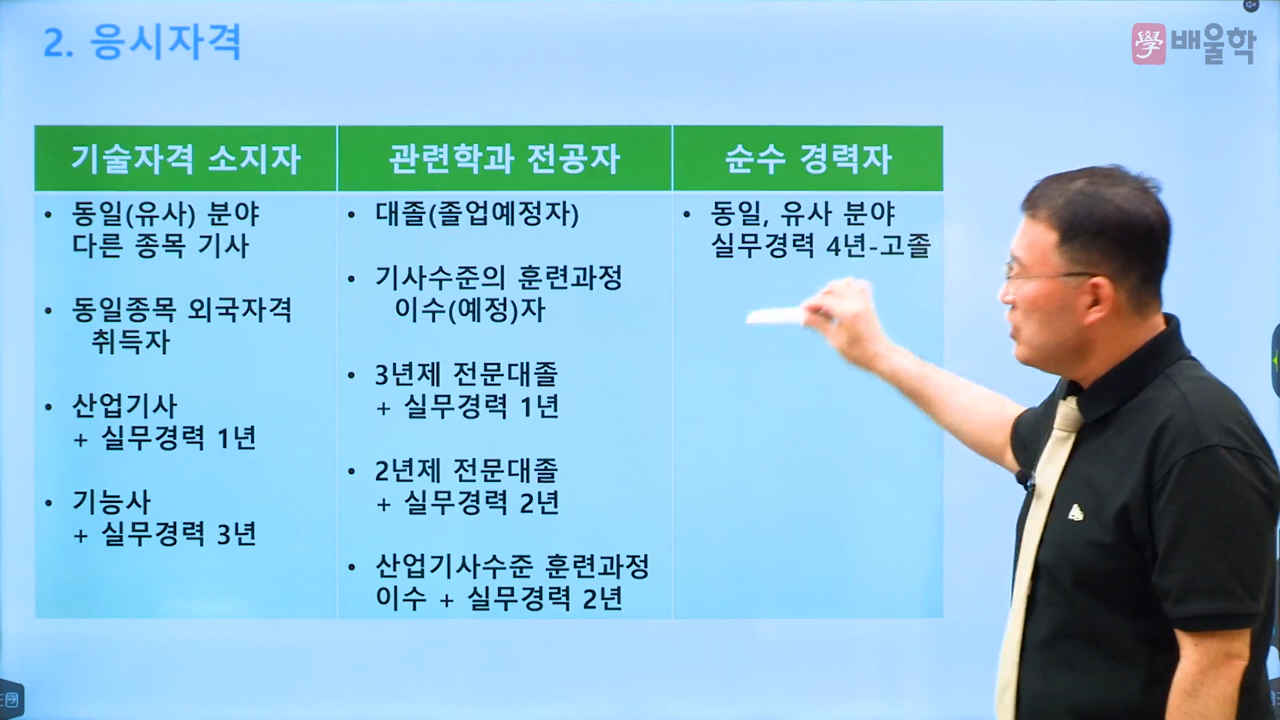 2. 응시자격
學 배울학
기술자격 소지자
• 동일(유사) 분야
다른 종목 기사
• 동일종목 외국자격
취득자
• 산업기사
+ 실무경력 1년
• 기능사
+ 실무경력 3년
관련학과 전공자
• 대졸(졸업예정자)
• 기사수준의 훈련과정
이수(예정)자
• 3년제 전문대졸
+ 실무경력 1년
• 2년제 전문대졸
+ 실무경력 2년
• 산업기사수준 훈련과정
이수 + 실무경력 2년
순수 경력자
• 동일, 유사 분야
실무경력 4년-고졸